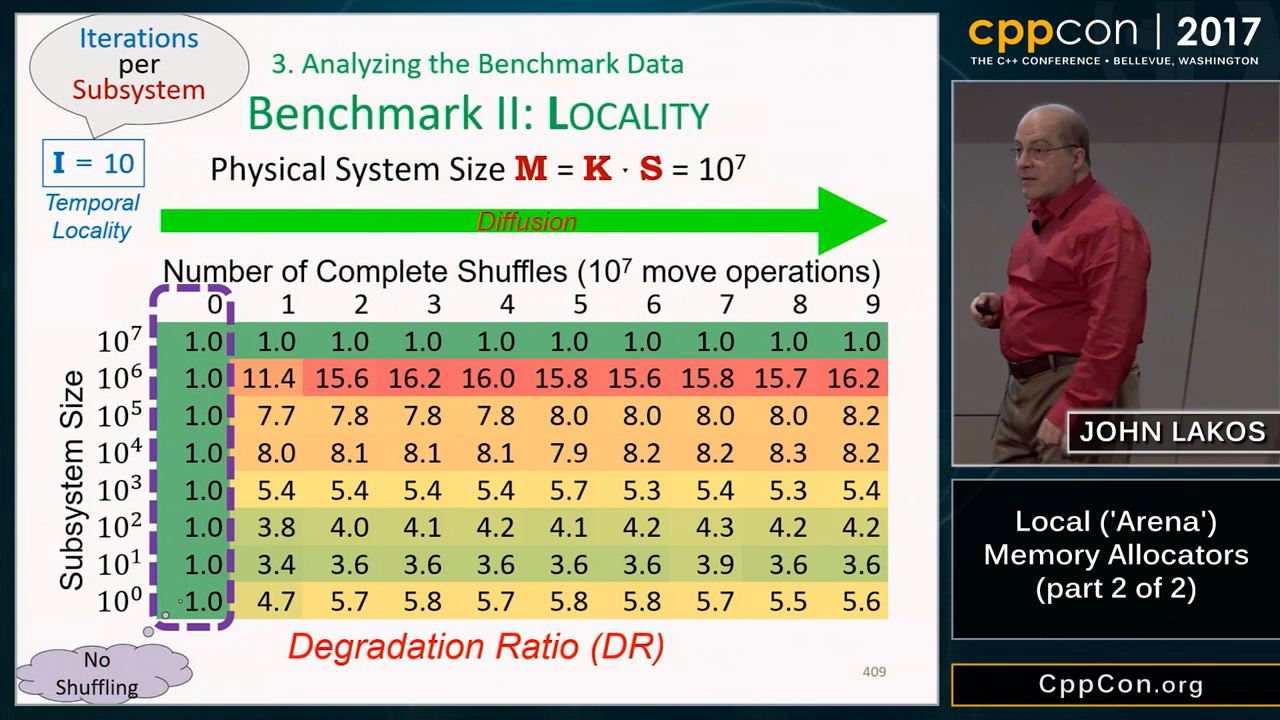 Iterations
per
Subsystem
3. Analyzing the Benchmark Data
Benchmark II: LOCALITY
I = 10
Temporal
Locality
Physical System Size M = K · S = 10⁷
Diffusion
Number of Complete Shuffles (10⁷ move operations)
0 1 2 3 4 5 6 7 8 9
Subsystem Size
10⁷ 1.0 1.0 1.0 1.0 1.0 1.0 1.0 1.0 1.0 1.0
10⁶ 1.0 11.4 15.6 16.2 16.0 15.8 15.6 15.8 15.7 16.2
10⁵ 1.0 7.7 7.8 7.8 7.8 8.0 8.0 8.0 8.0 8.2
10⁴ 1.0 8.0 8.1 8.1 8.1 7.9 8.2 8.2 8.3 8.2
10³ 1.0 5.4 5.4 5.4 5.4 5.7 5.3 5.4 5.3 5.4
10² 1.0 3.8 4.0 4.1 4.2 4.1 4.2 4.3 4.2 4.2
10¹ 1.0 3.4 3.6 3.6 3.6 3.6 3.6 3.9 3.6 3.6
10⁰ 1.0 4.7 5.7 5.8 5.7 5.8 5.8 5.7 5.5 5.6
Degradation Ratio (DR)
No
Shuffling
409
cppcon | 2017
THE C++ CONFERENCE • BELLEVUE, WASHINGTON
JOHN LAKOS
Local ('Arena')
Memory Allocators
(part 2 of 2)
CppCon.org